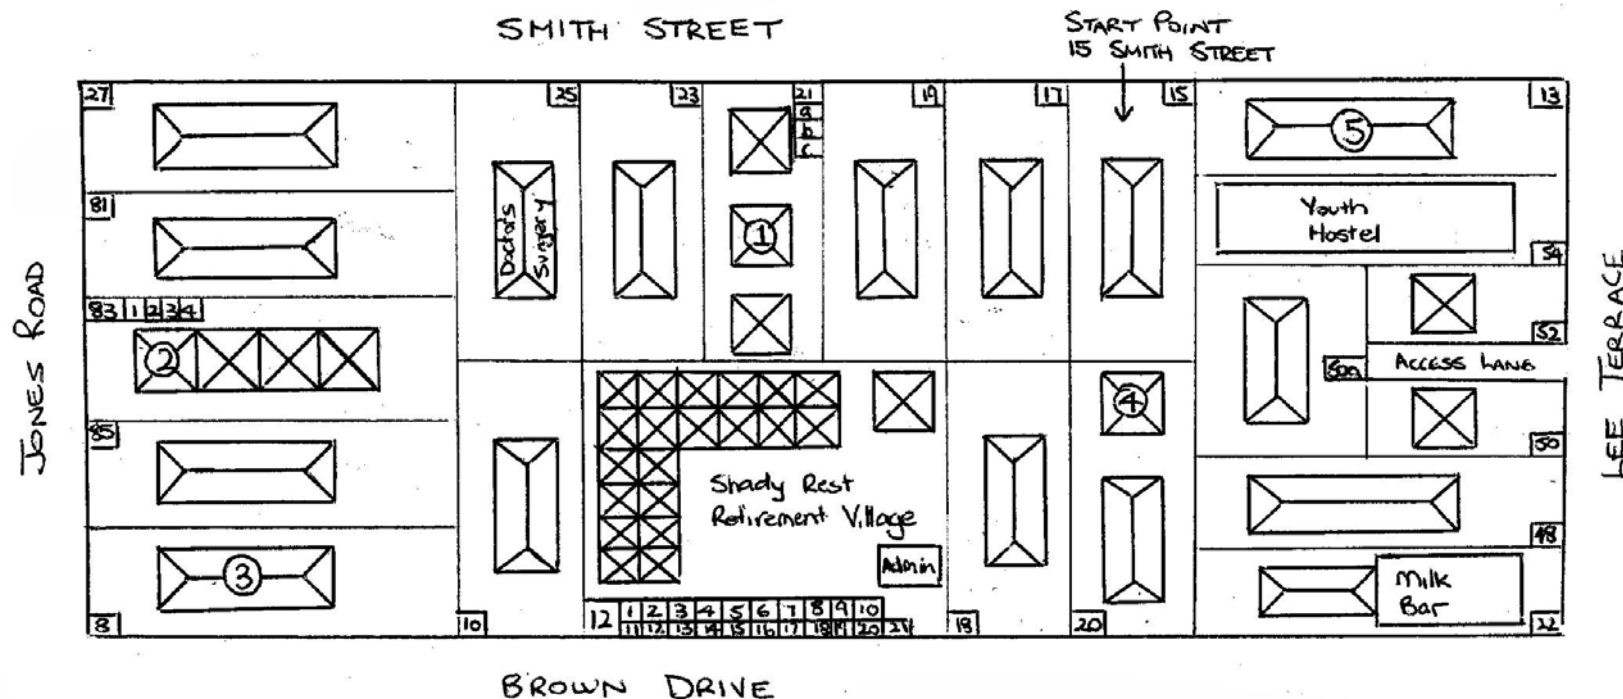 SMITH STREET
START POINT
15 SMITH STREET
27
25
23
21
a
b
c
19
17
15
13
5
Doctors
Surgery
1
Youth
Hostel
54
81
83 1 2 3 4
2
52
50a
ACCESS LANE
JONES ROAD
LEE TERRACE
4
50
85
Shady Rest
Retirement Village
Admin
48
3
Milk
Bar
8
10
12
1 2 3 4 5 6 7 8 9 10
11 12 13 14 15 16 17 18 19 20 21
18
20
22
BROWN DRIVE